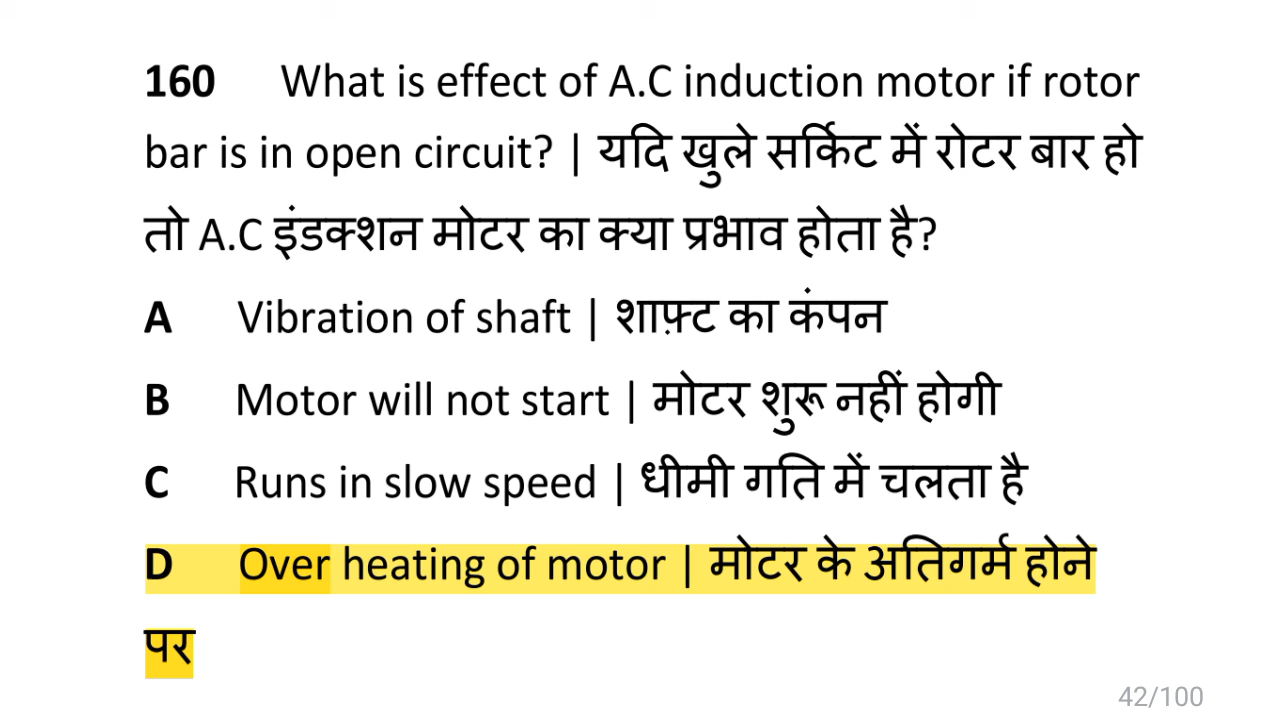 160 What is effect of A.C induction motor if rotor
bar is in open circuit? | यदि खुले सर्किट में रोटर बार हो
तो A.C इंडक्शन मोटर का क्या प्रभाव होता है?
A Vibration of shaft | शाफ़्ट का कंपन
B Motor will not start | मोटर शुरू नहीं होगी
C Runs in slow speed | धीमी गति में चलता है
D Over heating of motor | मोटर के अतिगर्म होने
पर
42/100